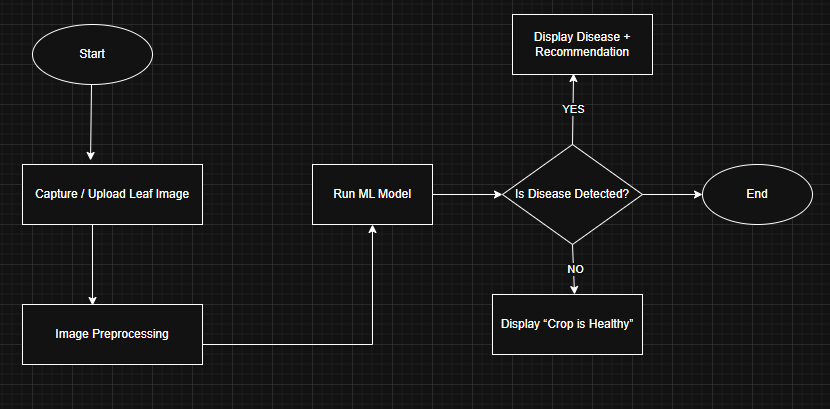 Start
Capture / Upload Leaf Image
Image Preprocessing
Run ML Model
Is Disease Detected?
YES
Display Disease +
Recommendation
NO
Display “Crop is Healthy”
End